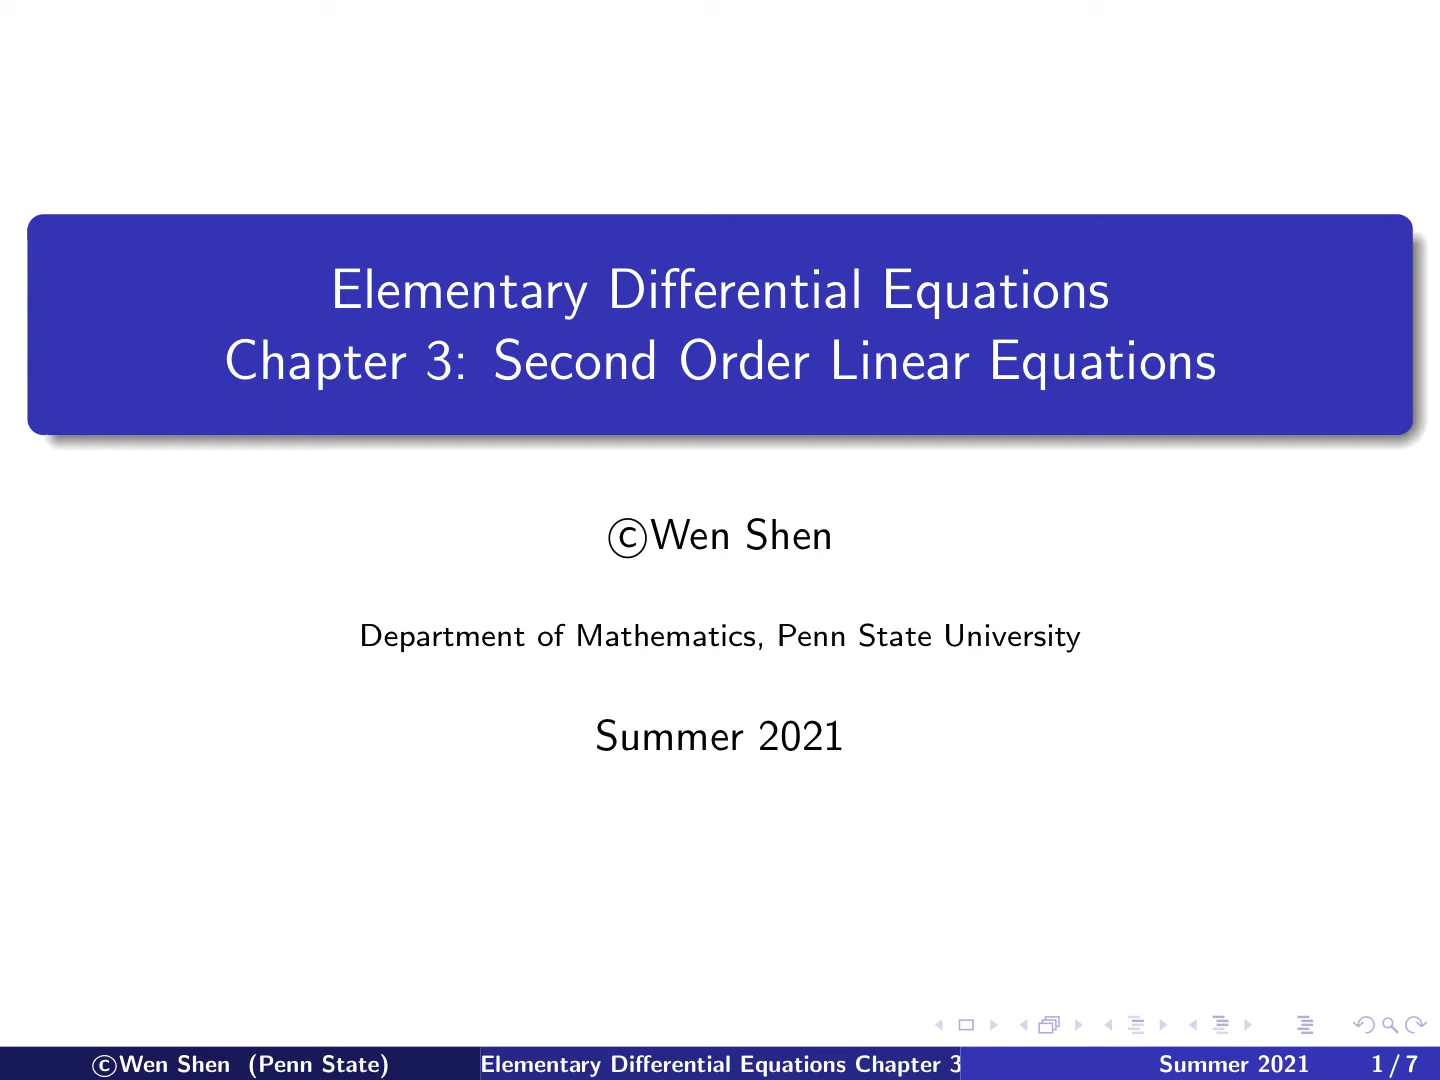 Elementary Differential Equations
Chapter 3: Second Order Linear Equations
©Wen Shen
Department of Mathematics, Penn State University
Summer 2021
©Wen Shen (Penn State)
Elementary Differential Equations Chapter 3
Summer 2021
1 / 7